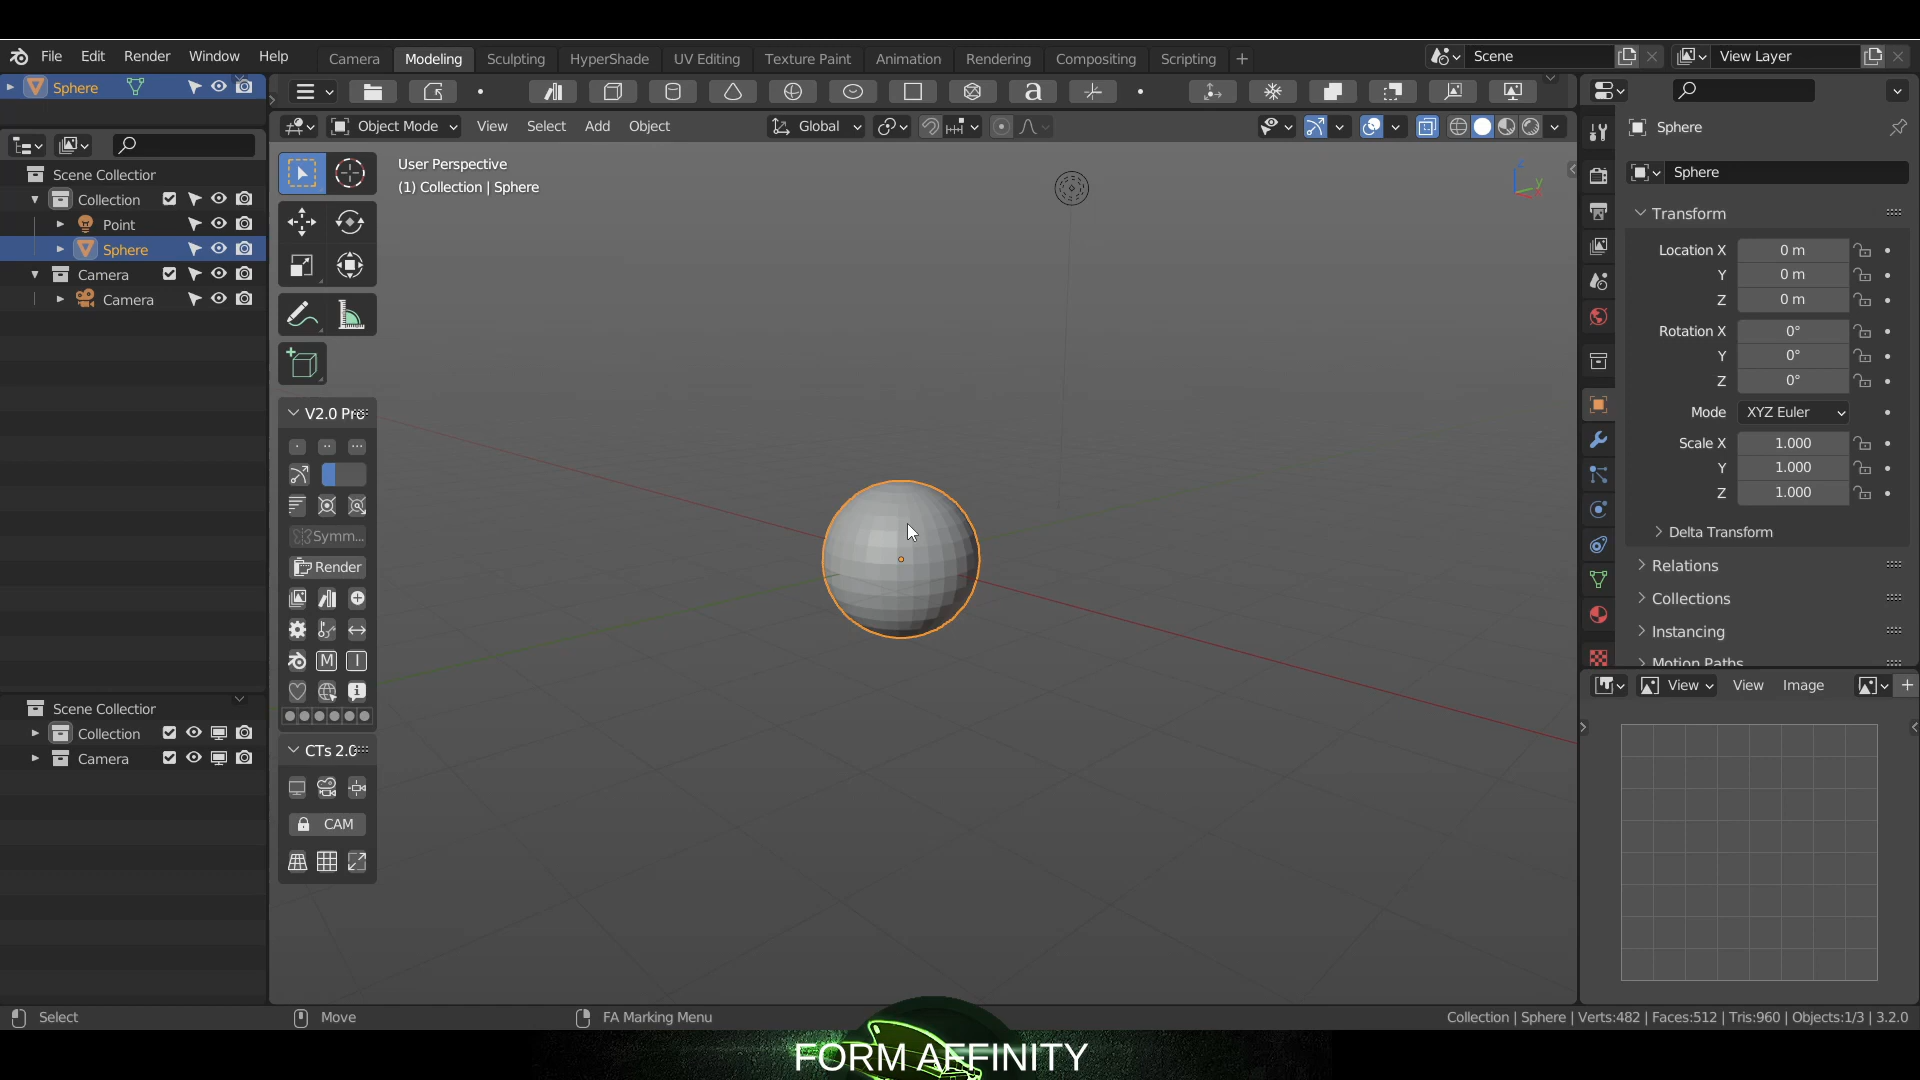 File Edit Render Window Help Camera Modeling Sculpting HyperShade UV Editing Texture Paint Animation Rendering Compositing Scripting + Scene View Layer
Sphere
Object Mode View Select Add Object Global
Sphere
User Perspective
(1) Collection | Sphere
Scene Collection
Collection
Point
Sphere
Camera
Camera
V2.0 Pro
Symm...
Render
M I
CTs 2.0
CAM
Scene Collection
Collection
Camera
Sphere
Transform
Location X 0 m
Y 0 m
Z 0 m
Rotation X 0°
Y 0°
Z 0°
Mode XYZ Euler
Scale X 1.000
Y 1.000
Z 1.000
Delta Transform
Relations
Collections
Instancing
Motion Paths
View View Image
Select Move FA Marking Menu Collection | Sphere | Verts:482 | Faces:512 | Tris:960 | Objects:1/3 | 3.2.0
FORM AFFINITY